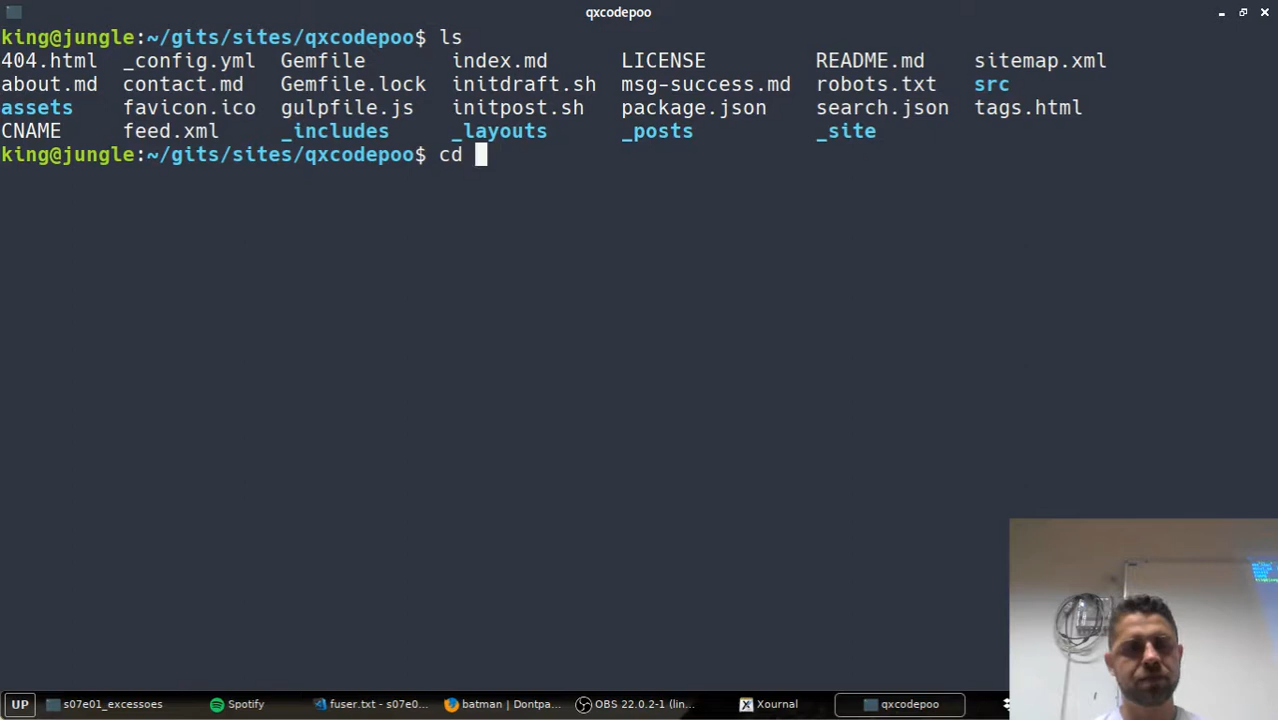 qxcodepoo
king@jungle:~/gits/sites/qxcodepoo$ ls
404.html _config.yml Gemfile index.md LICENSE README.md sitemap.xml
about.md contact.md Gemfile.lock initdraft.sh msg-success.md robots.txt src
assets favicon.ico gulpfile.js initpost.sh package.json search.json tags.html
CNAME feed.xml _includes _layouts _posts _site
king@jungle:~/gits/sites/qxcodepoo$ cd
UP s07e01_excessoes Spotify fuser.txt - s07e0... batman | Dontpa... OBS 22.0.2-1 (lin... Xournal qxcodepoo